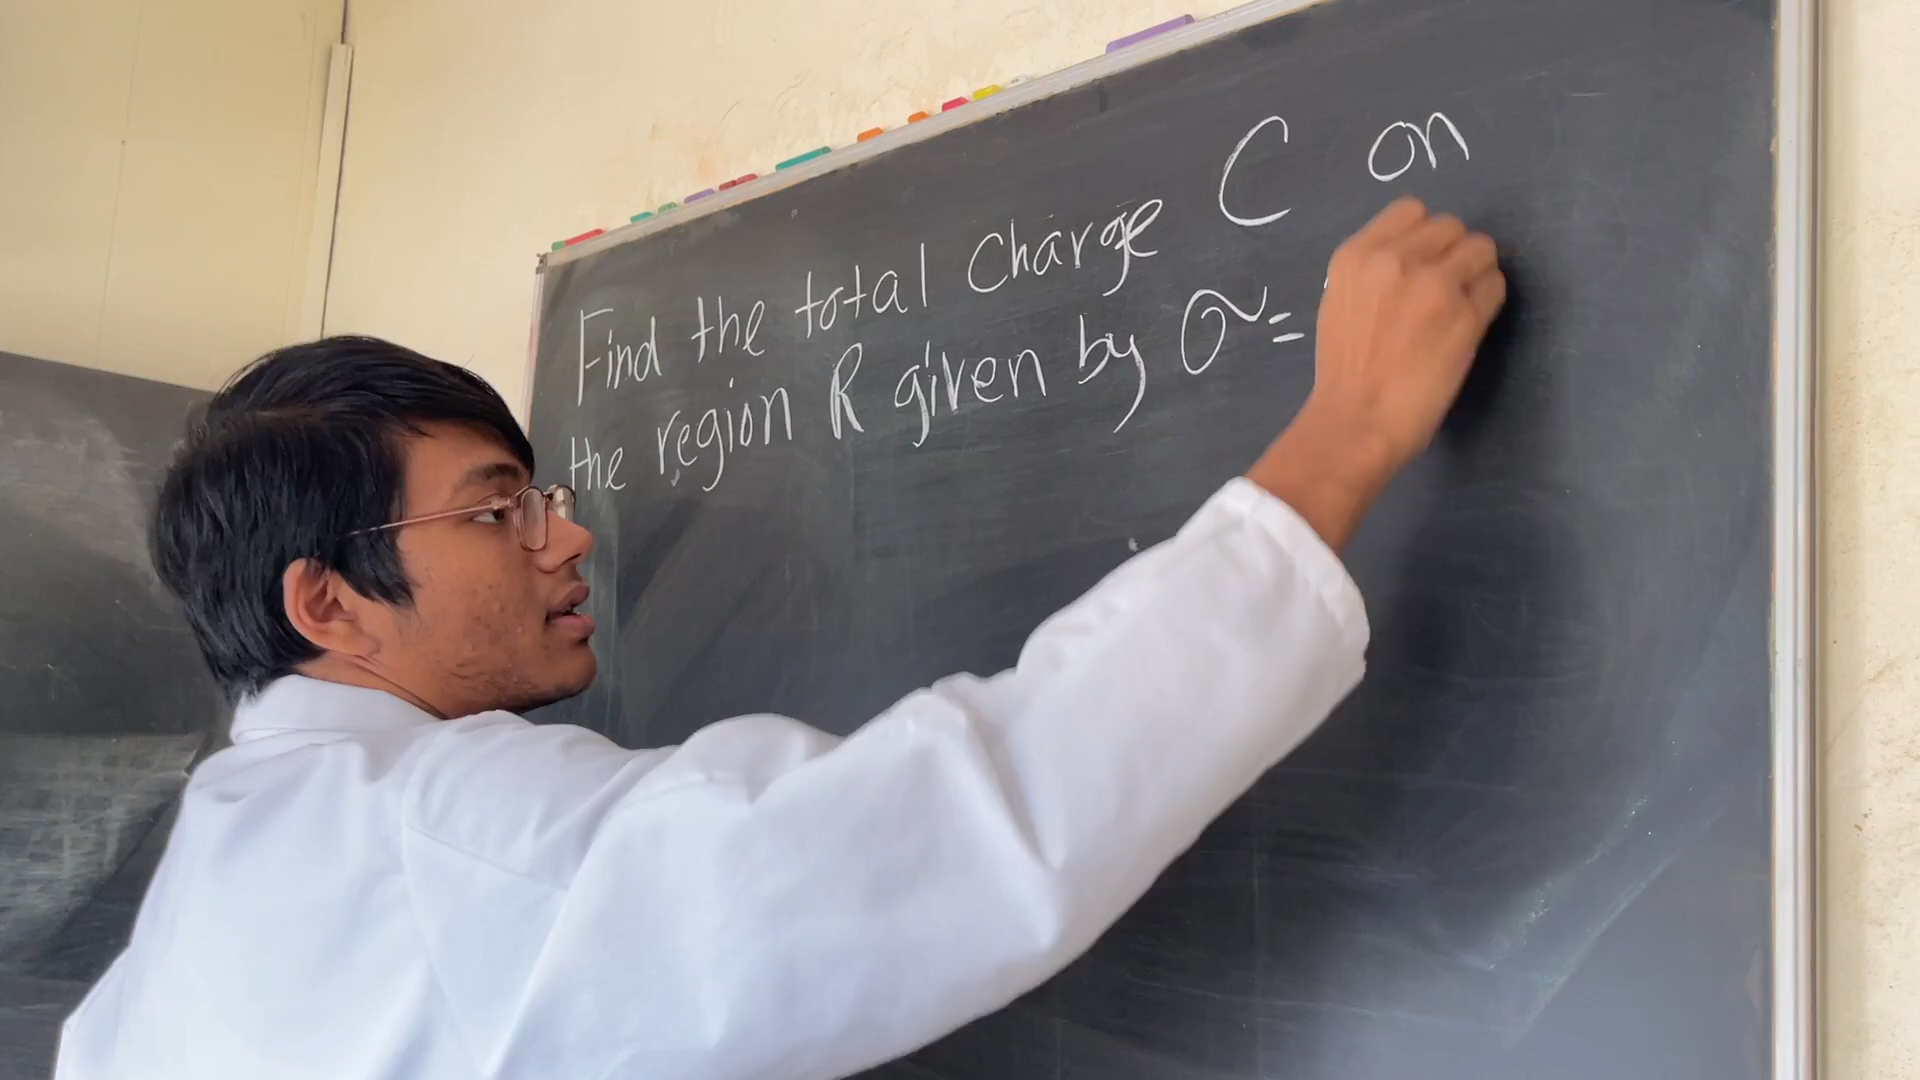 Find the total Charge C on
the region R given by σ=